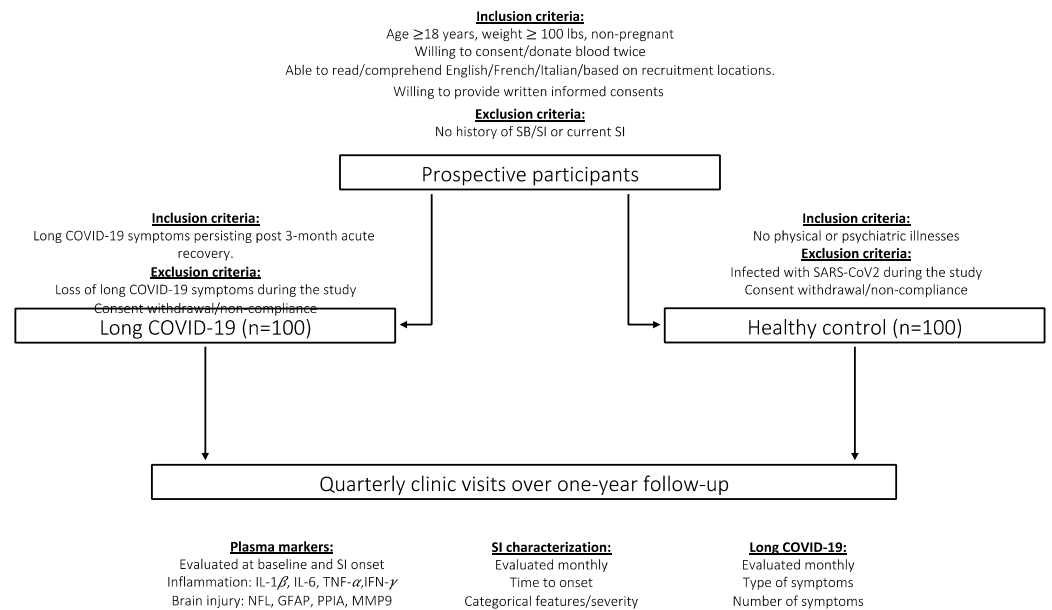 Inclusion criteria:
Age ≥18 years, weight ≥ 100 lbs, non-pregnant
Willing to consent/donate blood twice
Able to read/comprehend English/French/Italian/based on recruitment locations.
Willing to provide written informed consents
Exclusion criteria:
No history of SB/SI or current SI
Prospective participants
Inclusion criteria:
Long COVID-19 symptoms persisting post 3-month acute
recovery.
Exclusion criteria:
Loss of long COVID-19 symptoms during the study
Consent withdrawal/non-compliance
Long COVID-19 (n=100)
Inclusion criteria:
No physical or psychiatric illnesses
Exclusion criteria:
Infected with SARS-CoV2 during the study
Consent withdrawal/non-compliance
Healthy control (n=100)
Quarterly clinic visits over one-year follow-up
Plasma markers:
Evaluated at baseline and SI onset
Inflammation: IL-1𝛽, IL-6, TNF-𝛼,IFN-𝛾
Brain injury: NFL, GFAP, PPIA, MMP9
SI characterization:
Evaluated monthly
Time to onset
Categorical features/severity
Long COVID-19:
Evaluated monthly
Type of symptoms
Number of symptoms